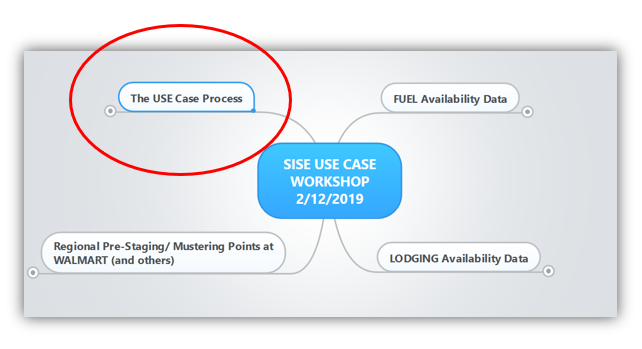 The USE Case Process
FUEL Availability Data
SISE USE CASE
WORKSHOP
2/12/2019
Regional Pre-Staging/ Mustering Points at
WALMART (and others)
LODGING Availability Data